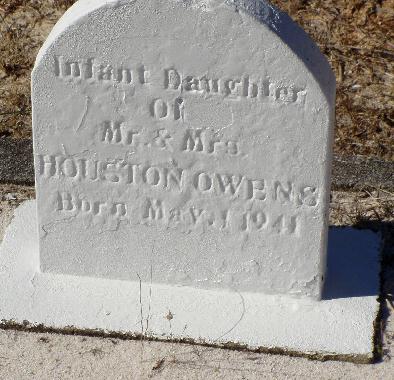 Infant Daughter
Of
Mr. & Mrs.
HOUSTON OWENS
Born May. 1 1941